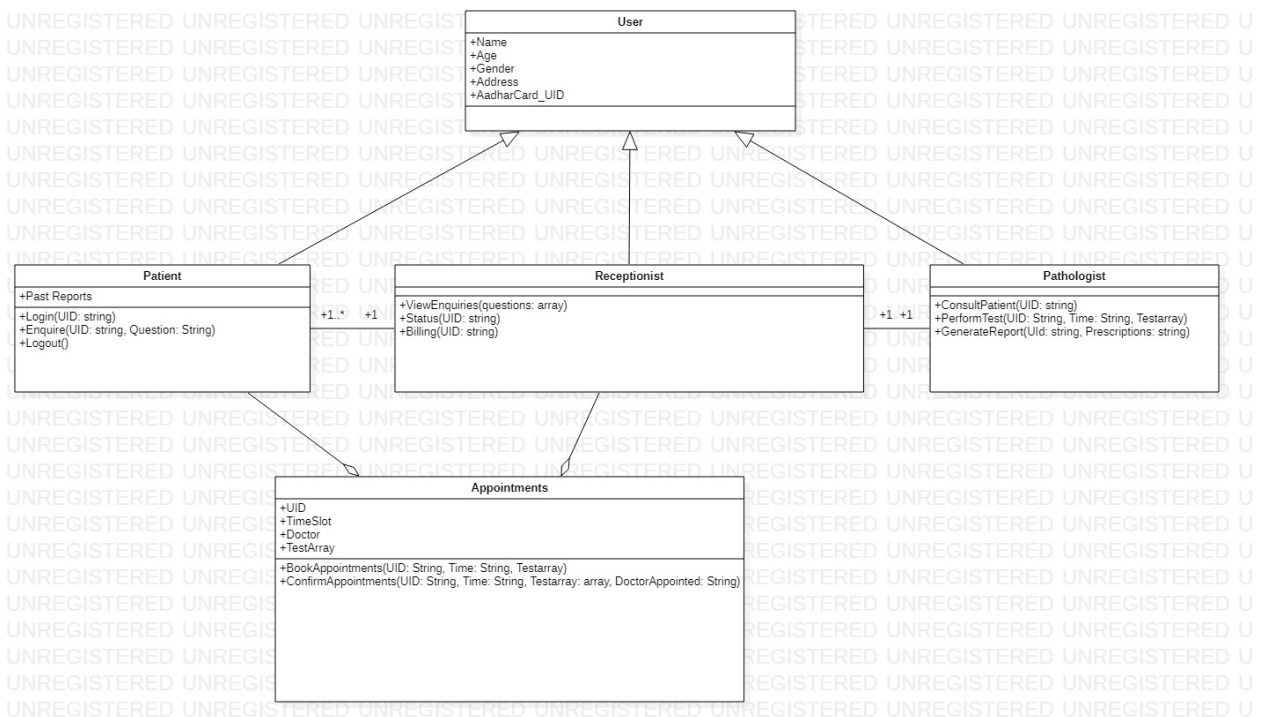 User
+Name
+Age
+Gender
+Address
+AadharCard_UID
Patient
+Past Reports
+Login(UID: string)
+Enquire(UID: string, Question: String)
+Logout()
+1..* +1
Receptionist
+ViewEnquiries(questions: array)
+Status(UID: string)
+Billing(UID: string)
+1 +1
Pathologist
+ConsultPatient(UID: string)
+PerformTest(UID: String, Time: String, Testarray)
+GenerateReport(UId: string, Prescriptions: string)
Appointments
+UID
+TimeSlot
+Doctor
+TestArray
+BookAppointments(UID: String, Time: String, Testarray)
+ConfirmAppointments(UID: String, Time: String, Testarray: array, DoctorAppointed: String)
UNREGISTERED